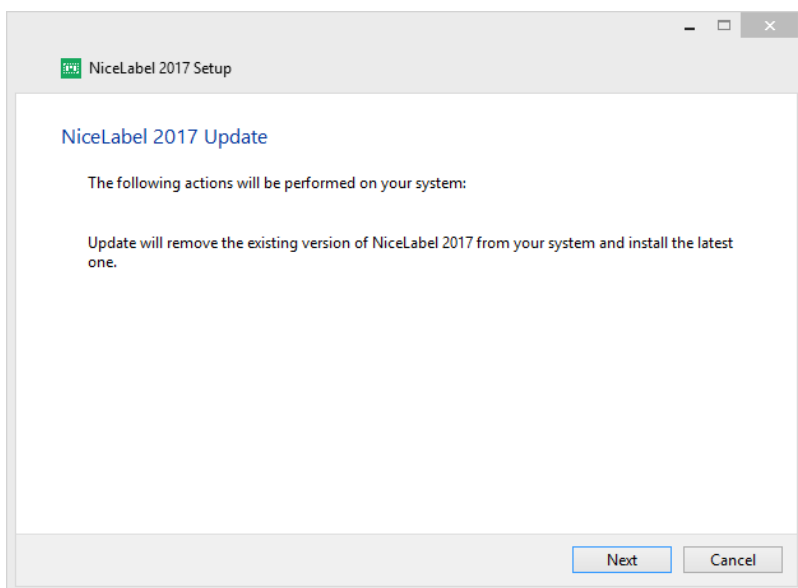 NiceLabel 2017 Setup
NiceLabel 2017 Update
The following actions will be performed on your system:
Update will remove the existing version of NiceLabel 2017 from your system and install the latest
one.
Next
Cancel